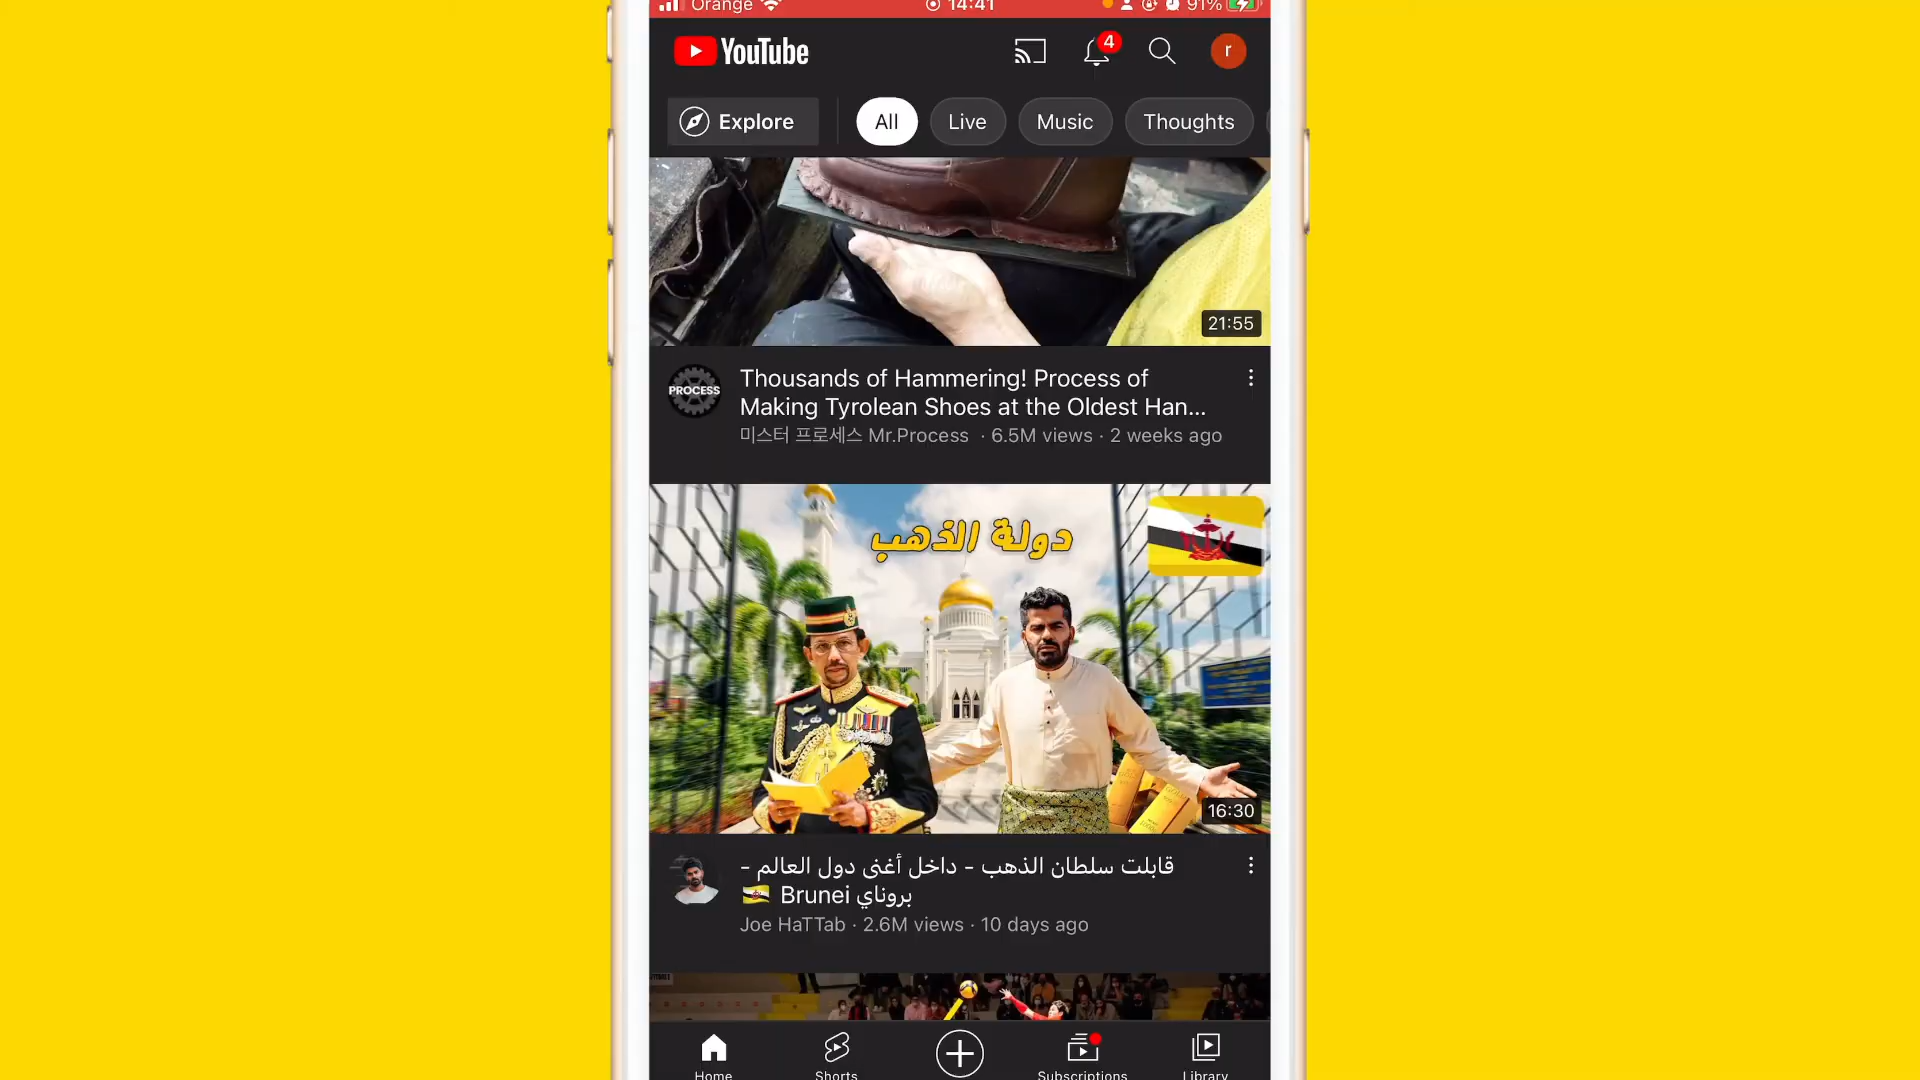 Orange 14:41 91%
YouTube 4 r
Explore All Live Music Thoughts
21:55
PROCESS
Thousands of Hammering! Process of
Making Tyrolean Shoes at the Oldest Han...
미스터 프로세스 Mr.Process · 6.5M views · 2 weeks ago
دولة الذهب
16:30
قابلت سلطان الذهب - داخل أغنى دول العالم -
بروناي Brunei 🇧🇳
Joe HaTTab · 2.6M views · 10 days ago
Home Shorts Subscriptions Library